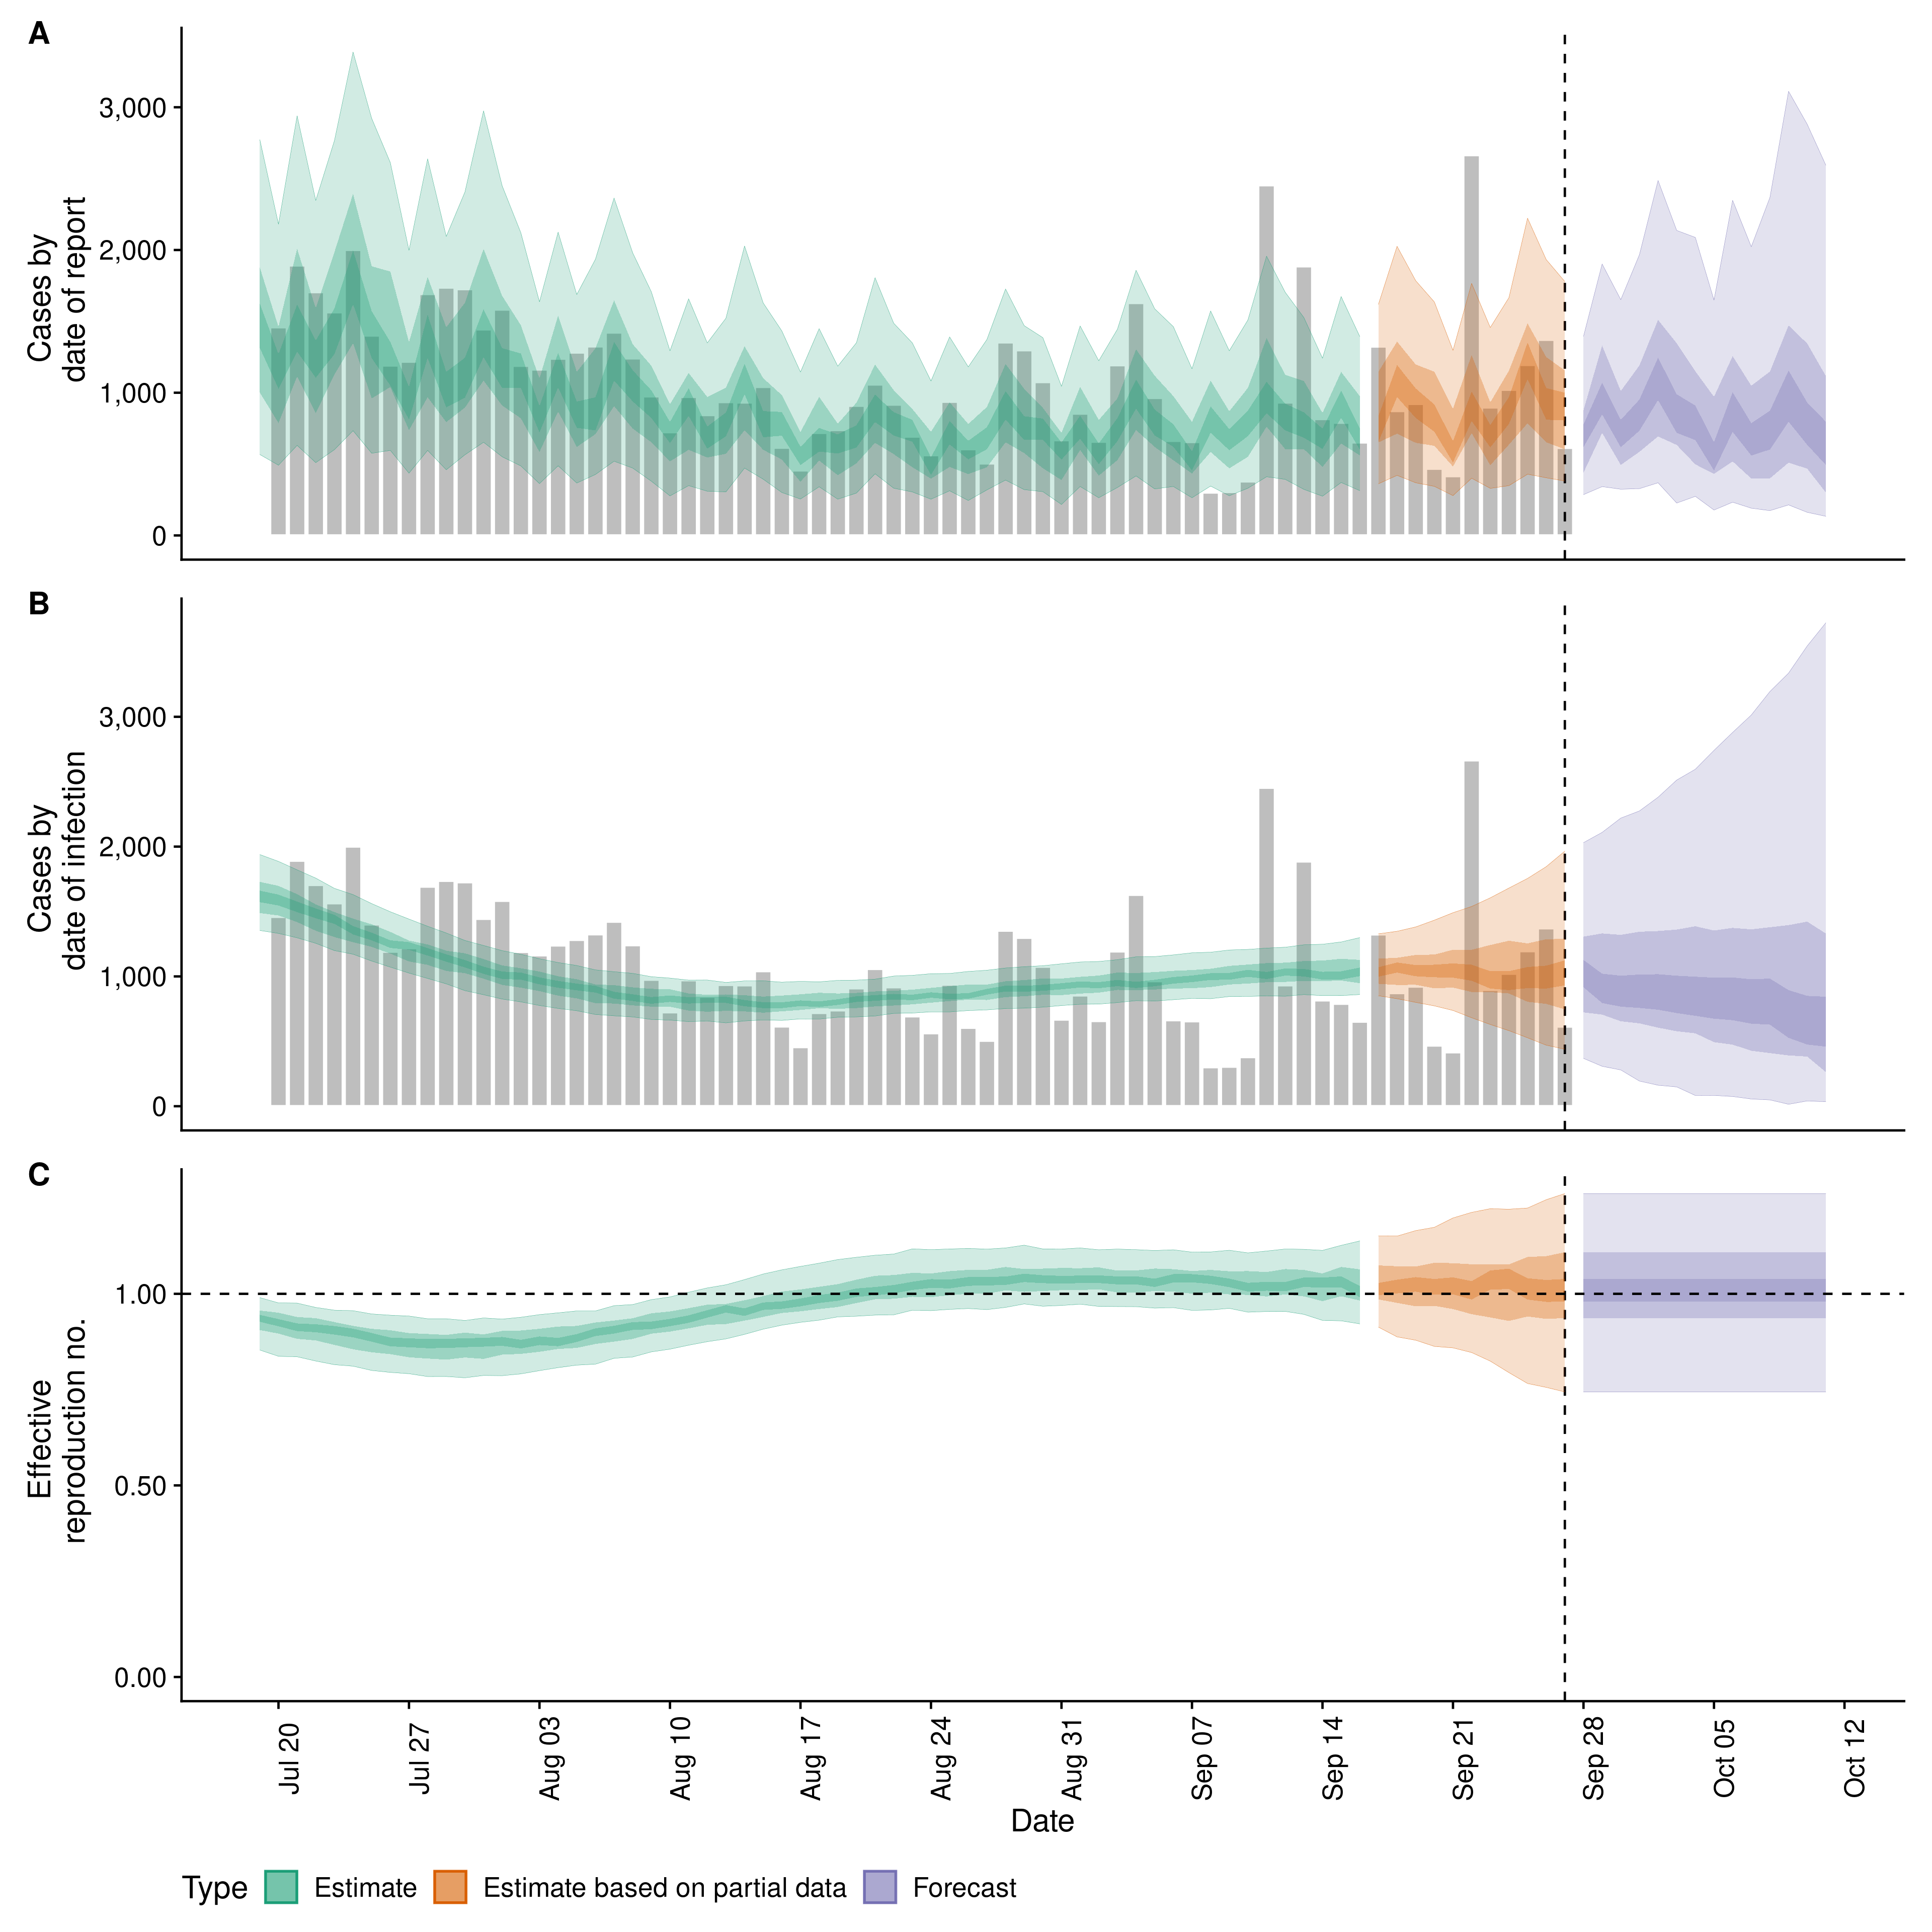 A
Cases by
date of report
3,000
2,000
1,000
0
B
Cases by
date of infection
3,000
2,000
1,000
0
C
Effective
reproduction no.
1.00
0.50
0.00
Jul 20
Jul 27
Aug 03
Aug 10
Aug 17
Aug 24
Aug 31
Sep 07
Sep 14
Sep 21
Sep 28
Oct 05
Oct 12
Date
Type Estimate Estimate based on partial data Forecast